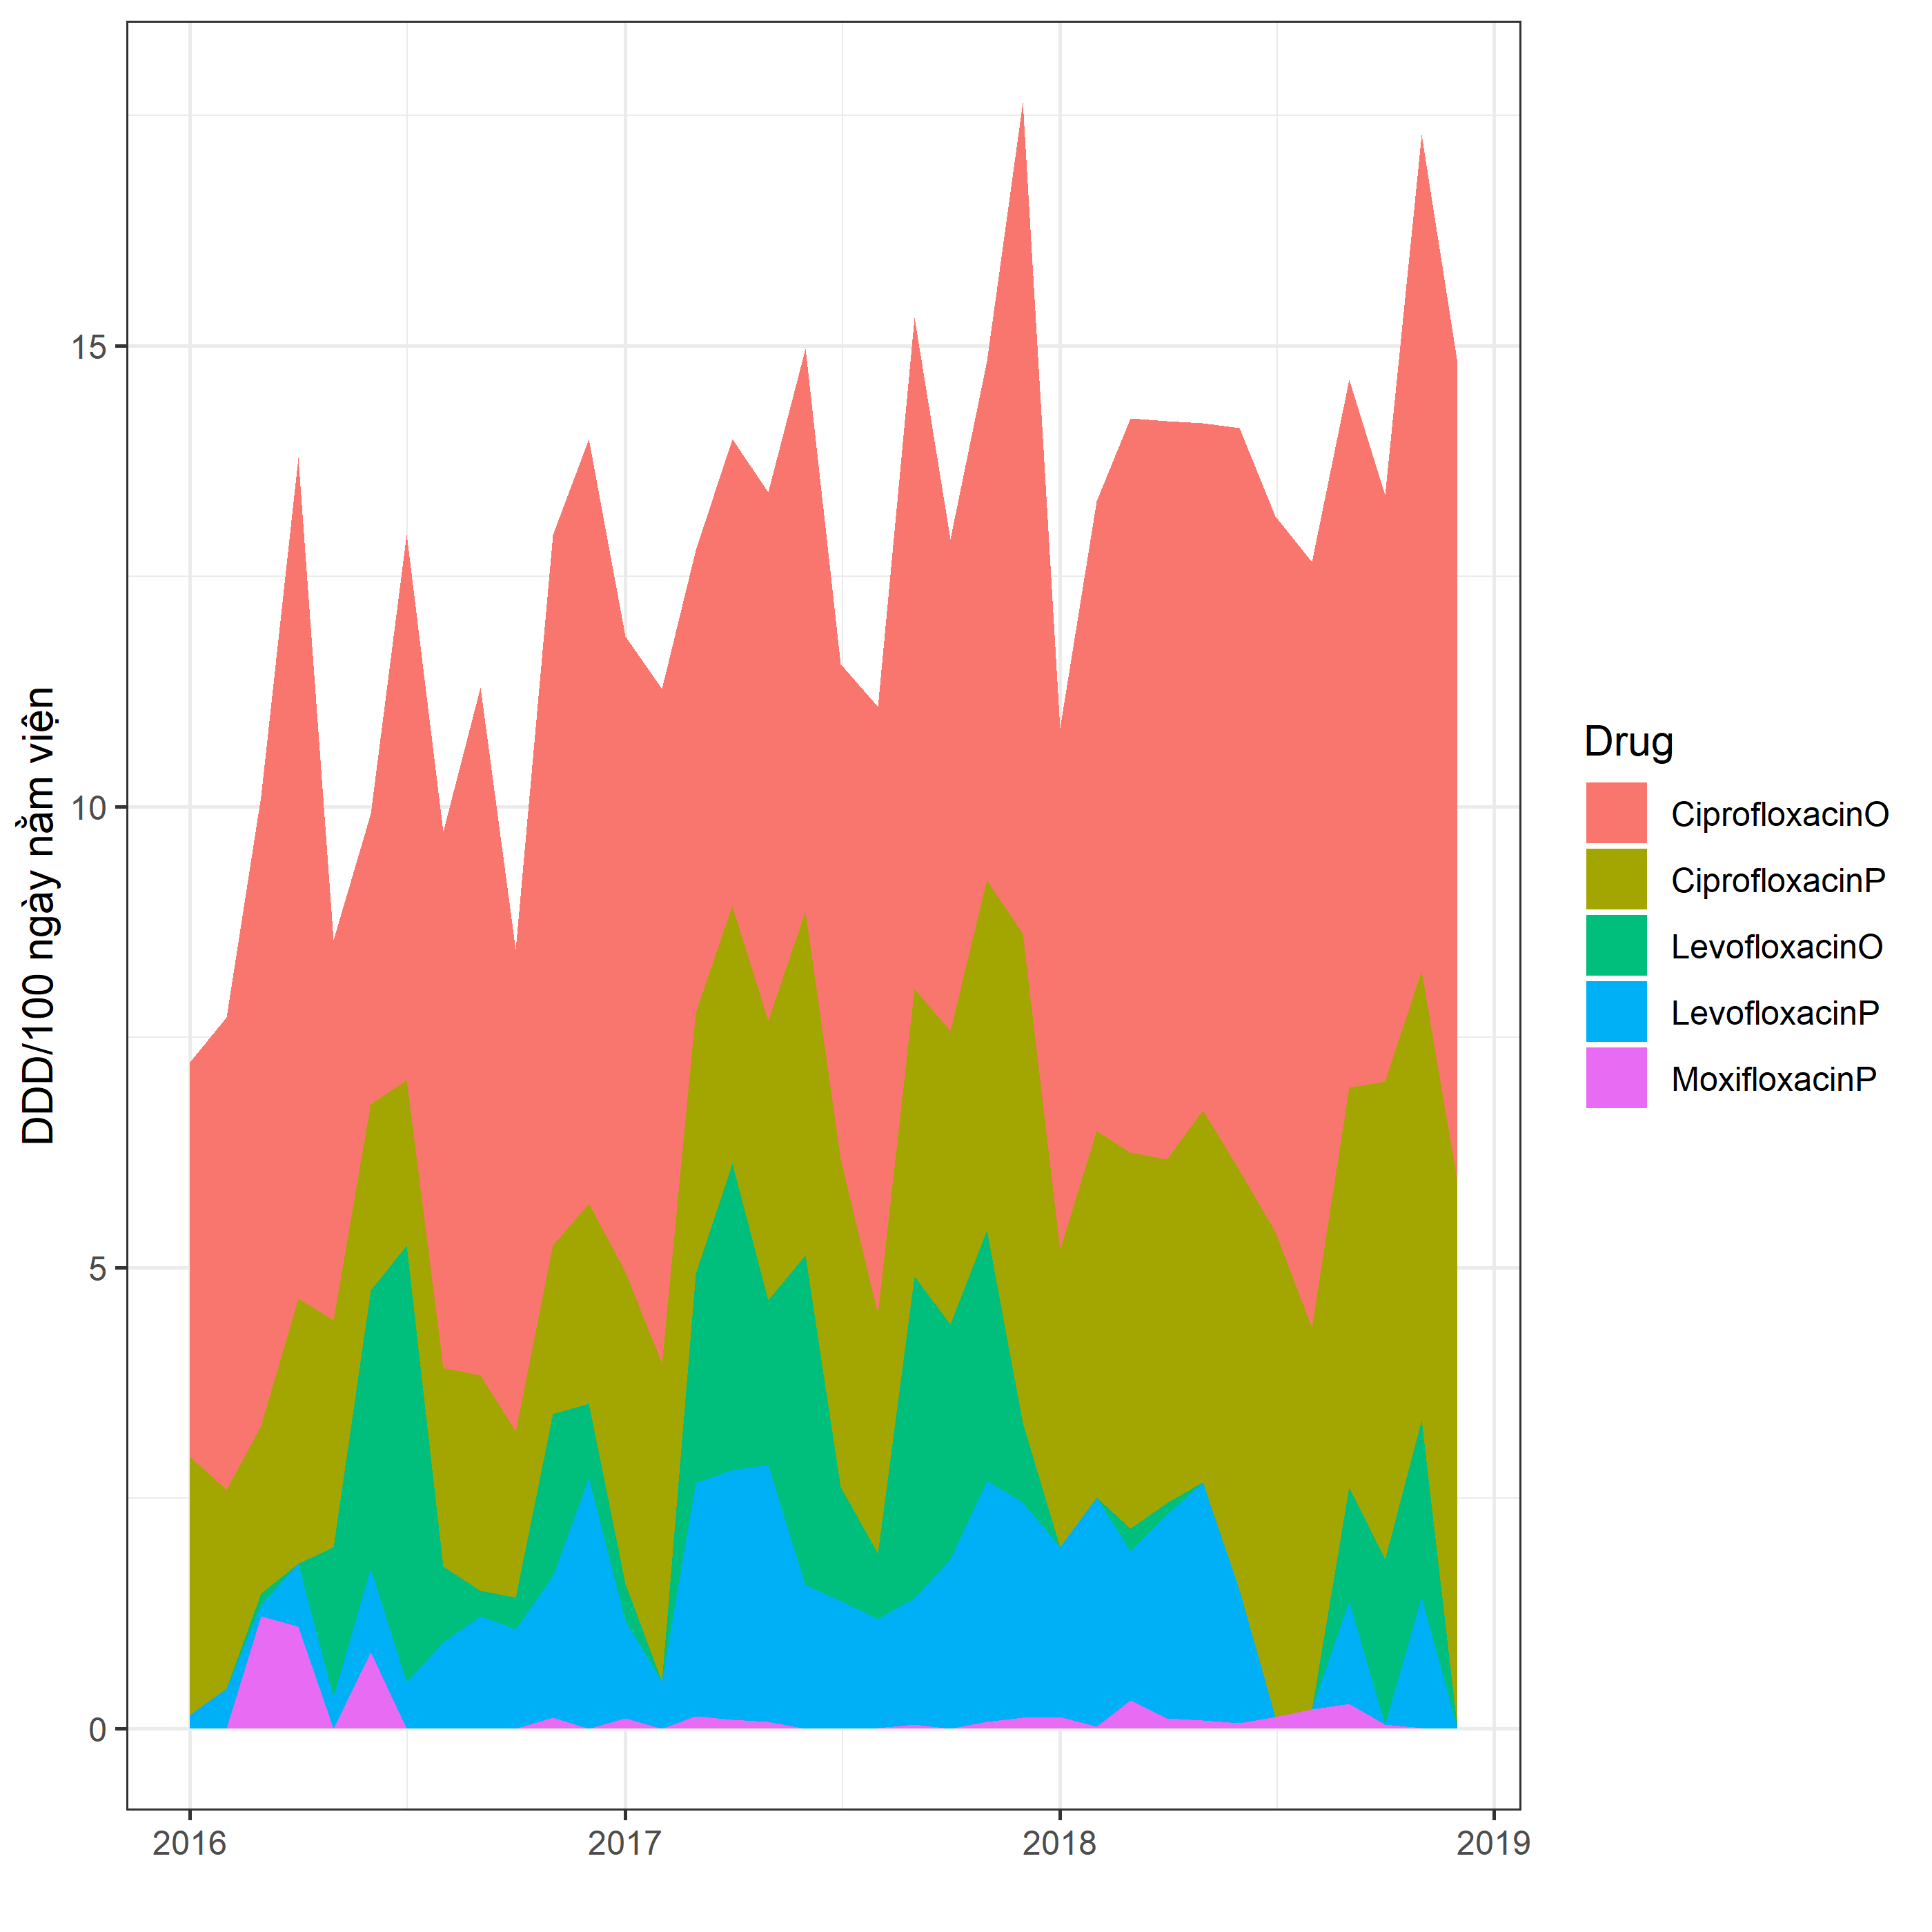 DDD/100 ngày nằm viện
15
10
5
0
2016
2017
2018
2019
Drug
CiprofloxacinO
CiprofloxacinP
LevofloxacinO
LevofloxacinP
MoxifloxacinP